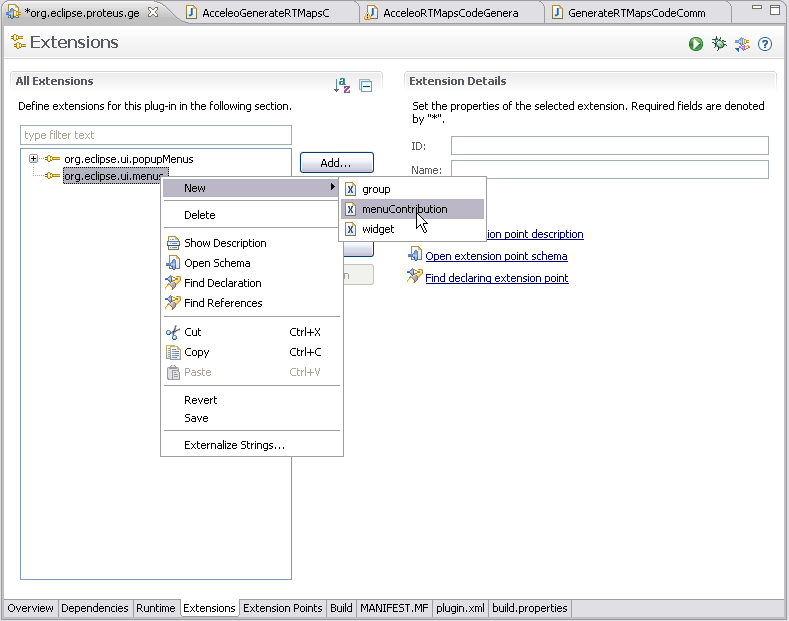 *org.eclipse.proteus.ge
AcceleoGenerateRTMapsC
AcceleoRTMapsCodeGenera
GenerateRTMapsCodeComm
Extensions
All Extensions
Define extensions for this plug-in in the following section.
type filter text
org.eclipse.ui.popupMenus
org.eclipse.ui.menus
Add...
New
Delete
Show Description
Open Schema
Find Declaration
Find References
Cut Ctrl+X
Copy Ctrl+C
Paste Ctrl+V
Revert
Save
Externalize Strings...
group
menuContribution
widget
Extension Details
Set the properties of the selected extension. Required fields are denoted
by "*".
ID:
Name:
point description
Open extension point schema
Find declaring extension point
Overview Dependencies Runtime Extensions Extension Points Build MANIFEST.MF plugin.xml build.properties